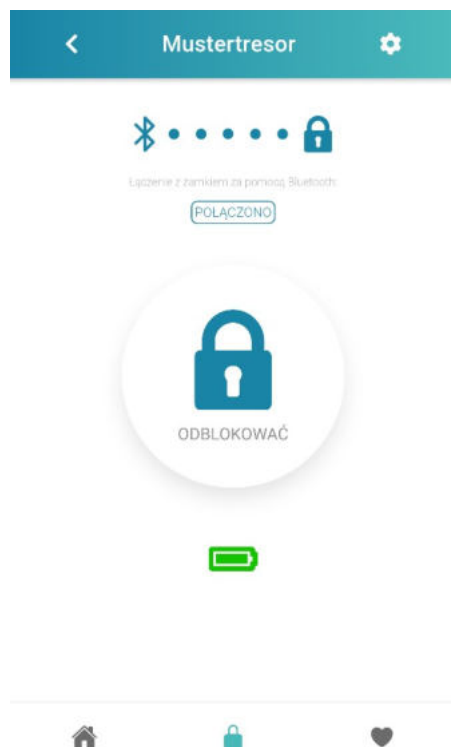 Mustertresor
Łączenie z zamkiem za pomocą Bluetooth:
POŁĄCZONO
ODBLOKOWAĆ